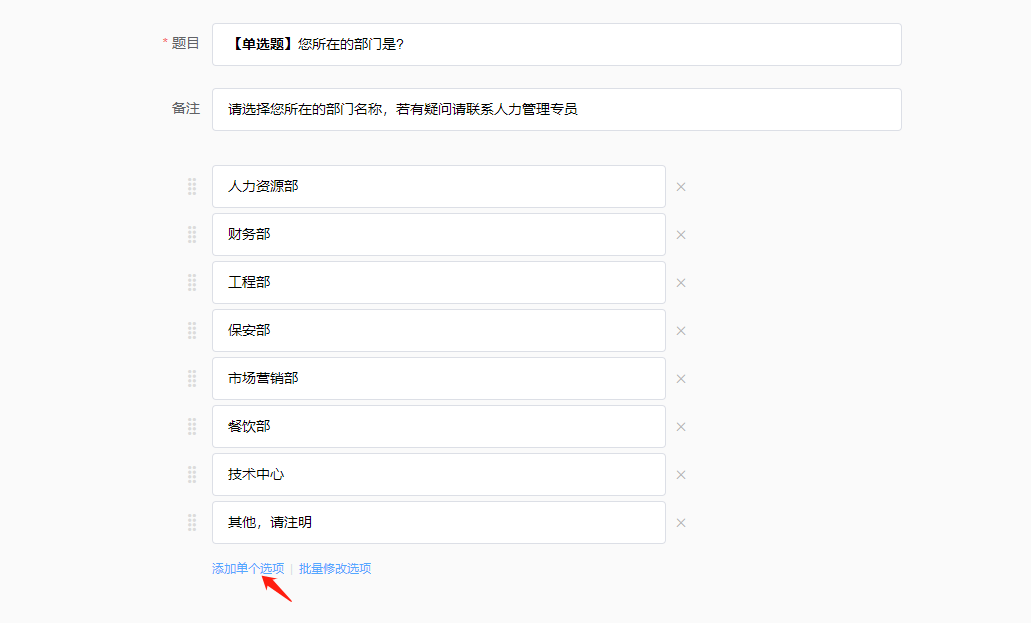 * 题目
【单选题】您所在的部门是?
备注
请选择您所在的部门名称，若有疑问请联系人力管理专员
人力资源部
财务部
工程部
保安部
市场营销部
餐饮部
技术中心
其他，请注明
添加单个选项 | 批量修改选项